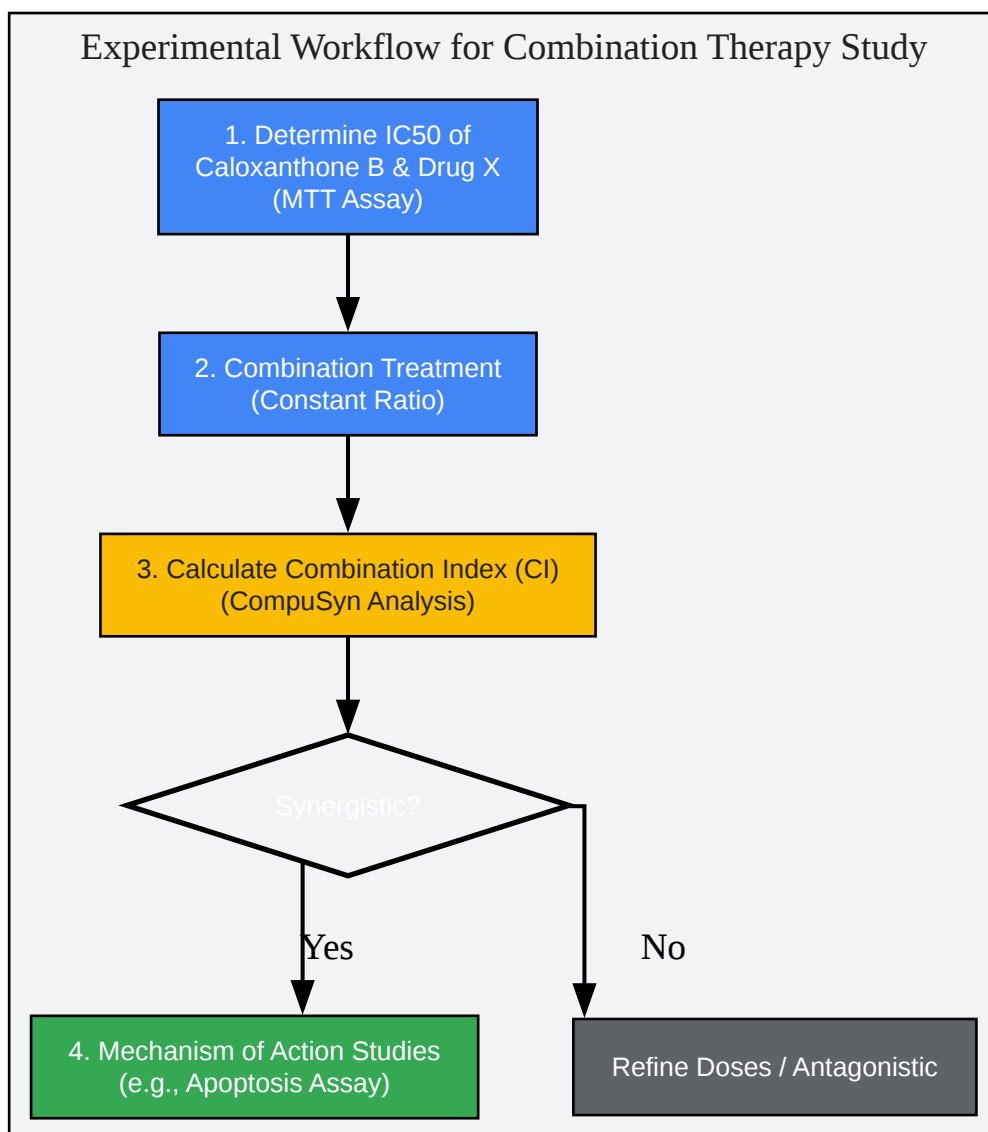 Experimental Workflow for Combination Therapy Study
1. Determine IC50 of
Caloxanthone B & Drug X
(MTT Assay)
2. Combination Treatment
(Constant Ratio)
3. Calculate Combination Index (CI)
(CompuSyn Analysis)
Synergistic?
Yes
No
4. Mechanism of Action Studies
(e.g., Apoptosis Assay)
Refine Doses / Antagonistic